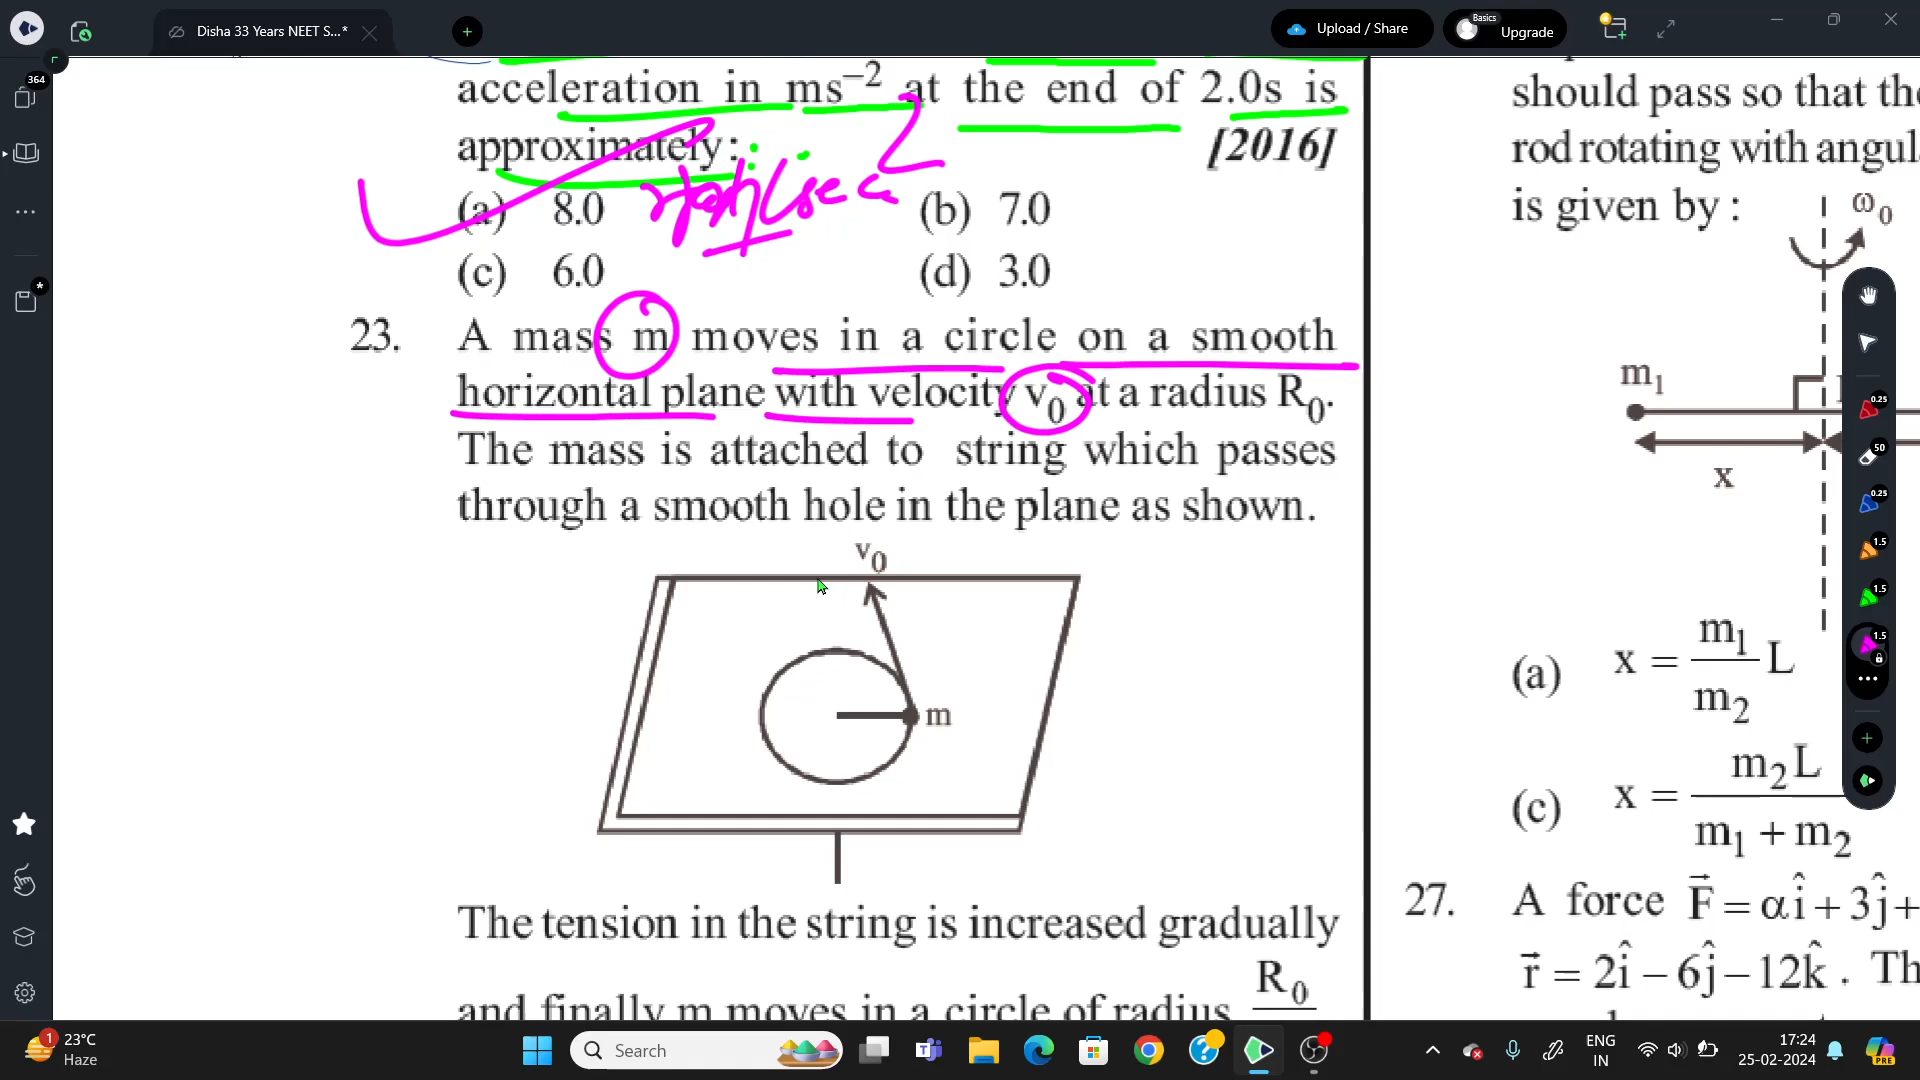 Disha 33 Years NEET S...*
Upload / Share
Basics
Upgrade
364
acceleration in ms⁻² at the end of 2.0s is
approximately: [2016]
(a) 8.0 (b) 7.0
(c) 6.0 (d) 3.0
23. A mass m moves in a circle on a smooth
horizontal plane with velocity v₀ at a radius R₀.
The mass is attached to string which passes
through a smooth hole in the plane as shown.
v₀
m
The tension in the string is increased gradually
and finally m moves in a circle of radius R₀
should pass so that the
rod rotating with angul
is given by :
ω₀
m₁
x
(a) x = m₁/m₂ L
(c) x = m₂L/m₁ + m₂
27. A force F⃗ = αî + 3ĵ +
r⃗ = 2î − 6ĵ − 12k̂ . Th
0.25
50
0.25
1.5
1.5
1.5
1
23°C
Haze
Search
PRE
ENG
IN
17:24
25-02-2024